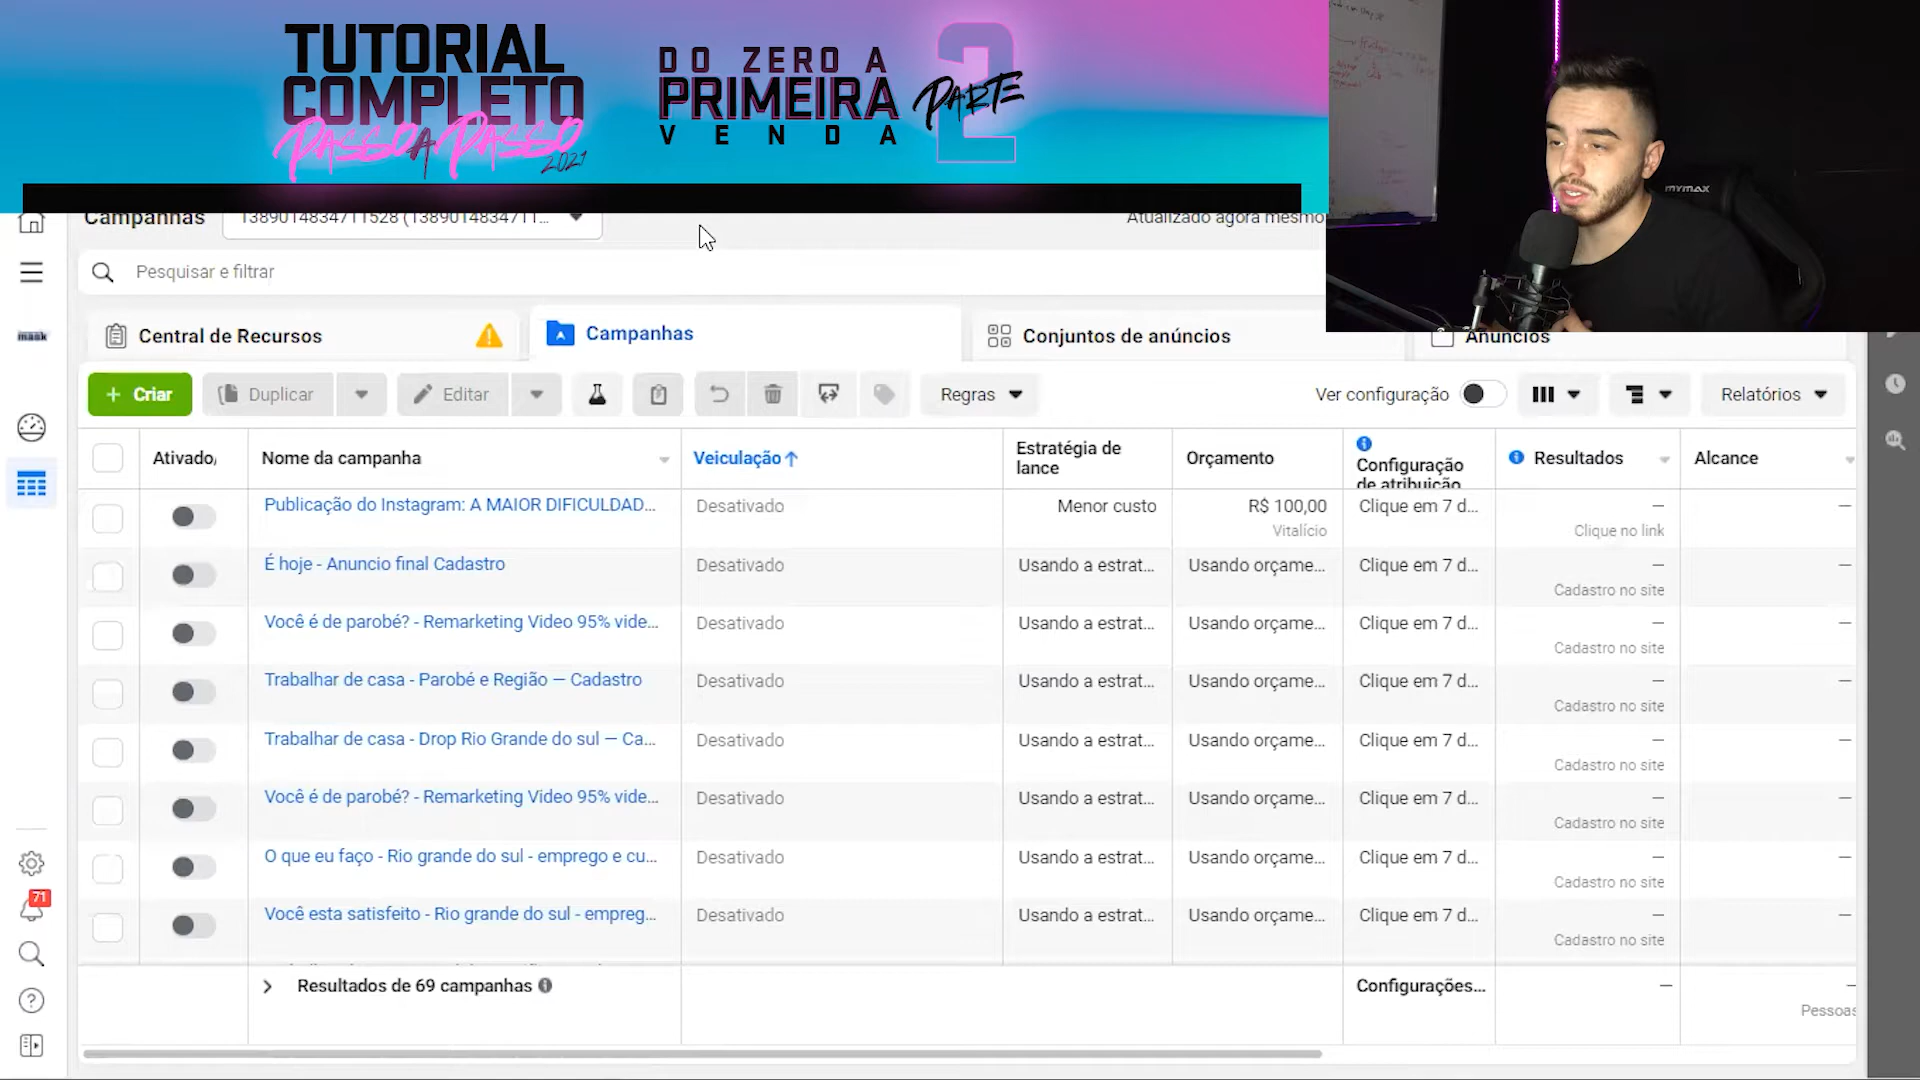 TUTORIAL
COMPLETO
PASSO A PASSO
2021
DO ZERO A
PRIMEIRA
VENDA
PARTE
2
MYMAX
Campanhas
1389014834711528 (1389014834711...
Atualizado agora mesmo
Pesquisar e filtrar
mask
Central de Recursos
Campanhas
Conjuntos de anúncios
Anúncios
+ Criar
Duplicar
Editar
Regras
Ver configuração
Relatórios
Ativado/
Nome da campanha
Veiculação↑
Estratégia de
lance
Orçamento
Configuração
de atribuição
Resultados
Alcance
Publicação do Instagram: A MAIOR DIFICULDAD...
Desativado
Menor custo
R$ 100,00
Vitalício
Clique em 7 d...
—
Clique no link
—
É hoje - Anuncio final Cadastro
Desativado
Usando a estrat...
Usando orçame...
Clique em 7 d...
—
Cadastro no site
—
Você é de parobé? - Remarketing Video 95% vide...
Desativado
Usando a estrat...
Usando orçame...
Clique em 7 d...
—
Cadastro no site
—
Trabalhar de casa - Parobé e Região — Cadastro
Desativado
Usando a estrat...
Usando orçame...
Clique em 7 d...
—
Cadastro no site
—
Trabalhar de casa - Drop Rio Grande do sul — Ca...
Desativado
Usando a estrat...
Usando orçame...
Clique em 7 d...
—
Cadastro no site
—
Você é de parobé? - Remarketing Video 95% vide...
Desativado
Usando a estrat...
Usando orçame...
Clique em 7 d...
—
Cadastro no site
—
O que eu faço - Rio grande do sul - emprego e cu...
Desativado
Usando a estrat...
Usando orçame...
Clique em 7 d...
—
Cadastro no site
—
Você esta satisfeito - Rio grande do sul - empreg...
Desativado
Usando a estrat...
Usando orçame...
Clique em 7 d...
—
Cadastro no site
—
71
Resultados de 69 campanhas
Configurações...
—
—
Pessoas